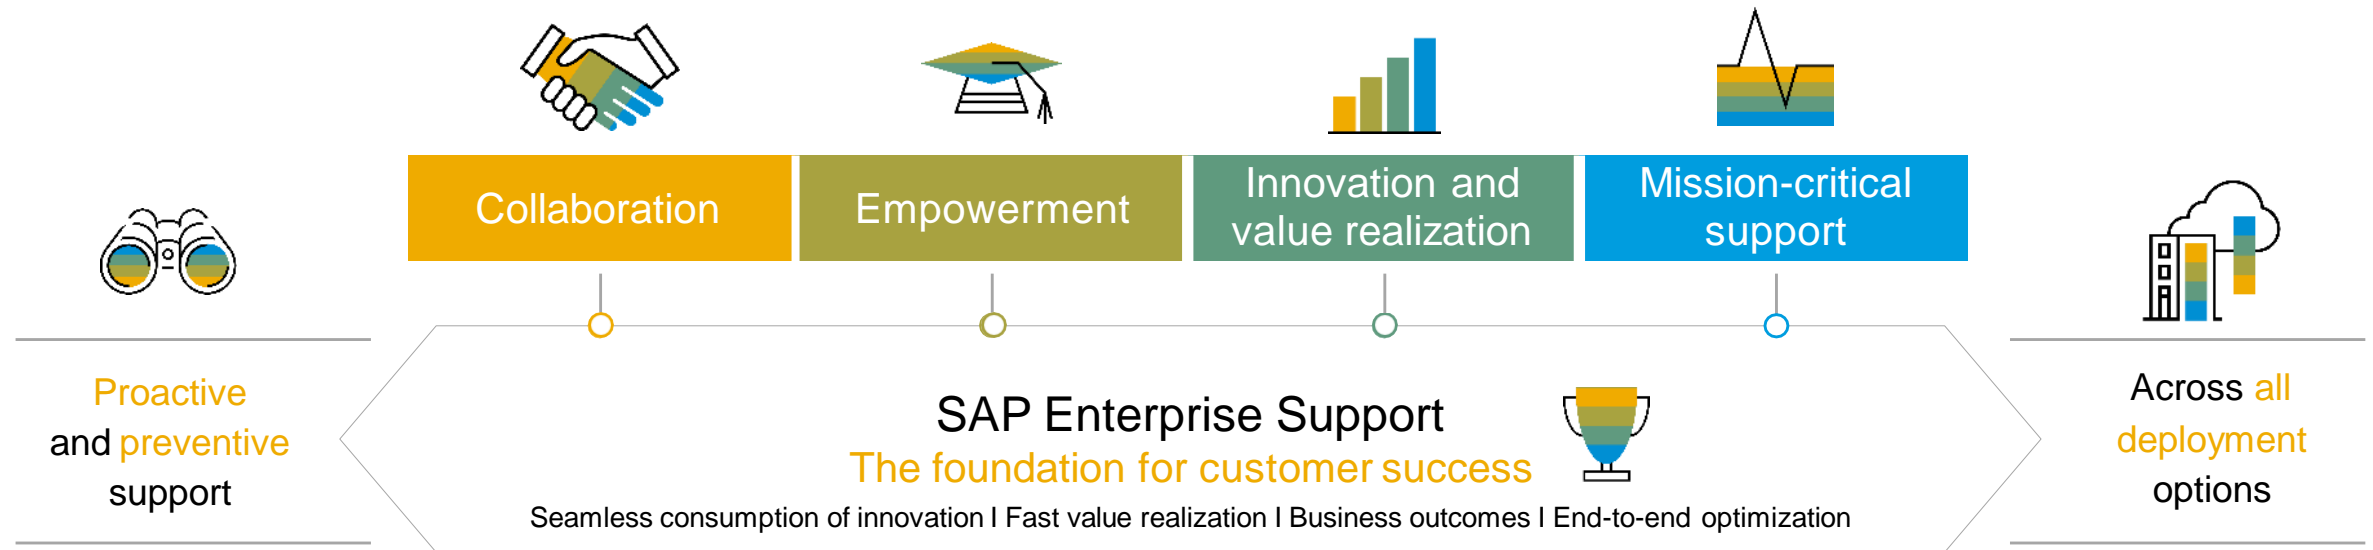 Collaboration
Empowerment
Innovation and
value realization
Mission-critical
support
Proactive
and preventive
support
SAP Enterprise Support
The foundation for customer success
Seamless consumption of innovation I Fast value realization I Business outcomes I End-to-end optimization
Across all
deployment
options